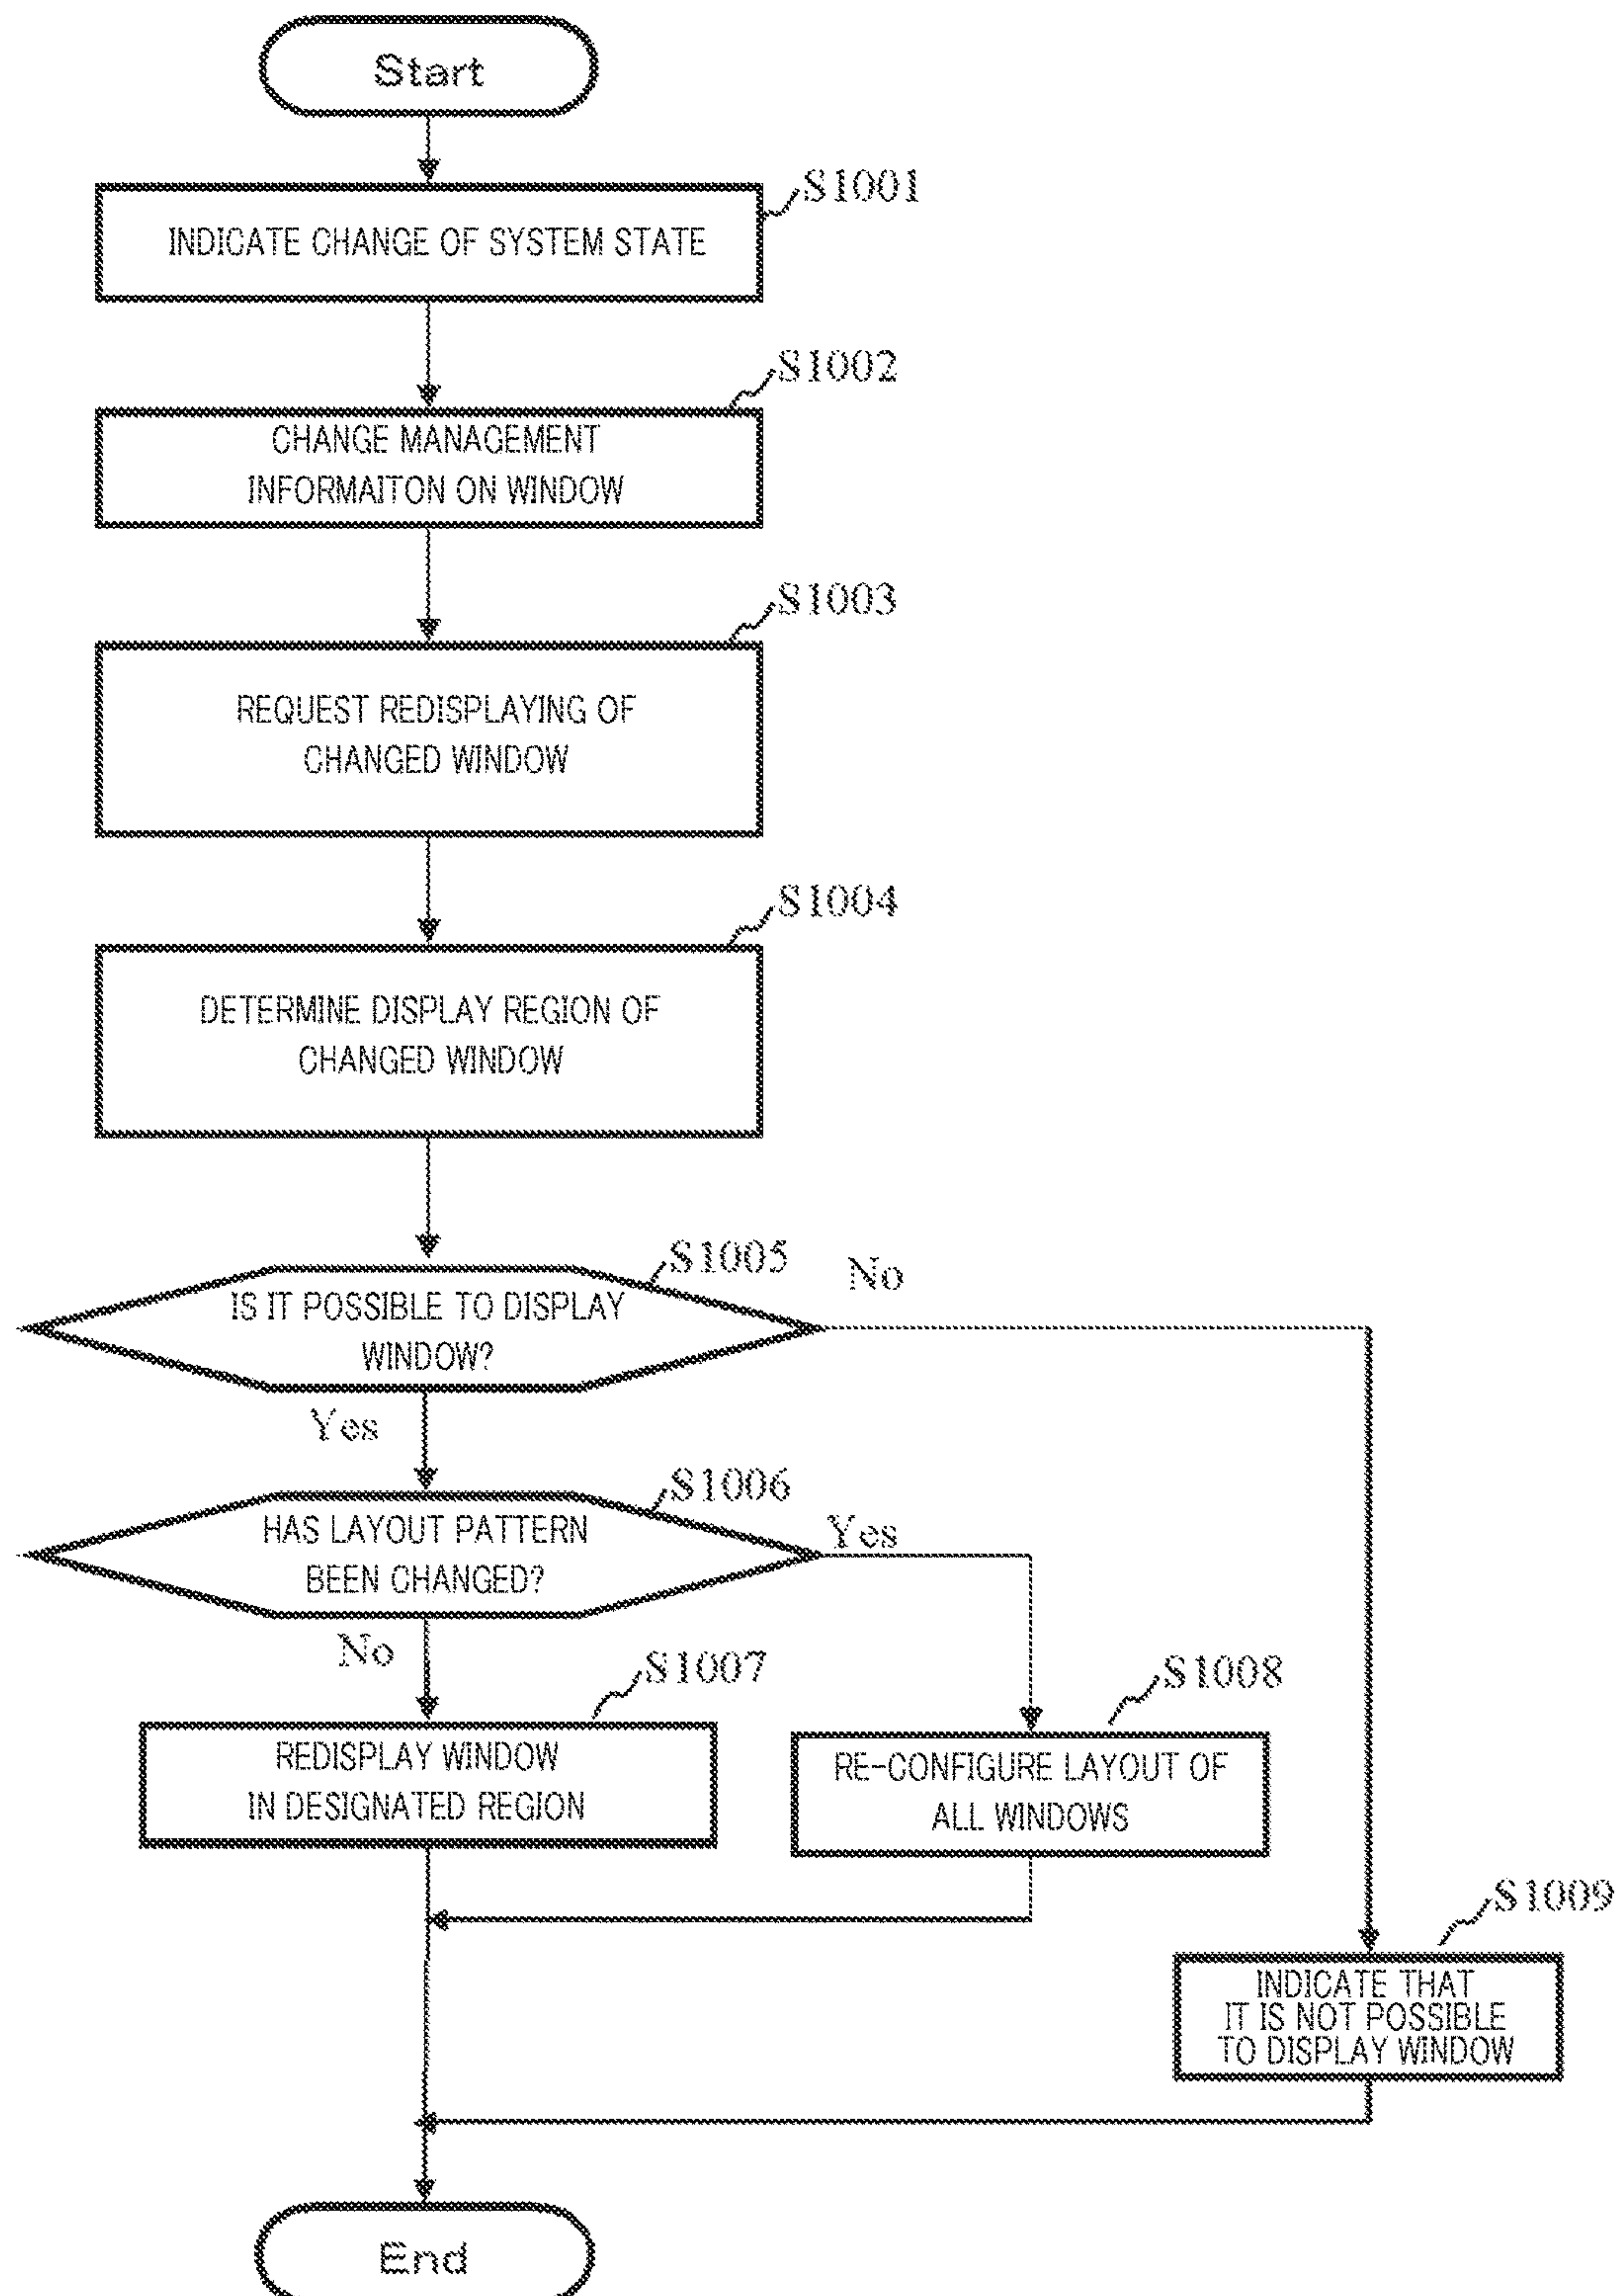 Start
S1001
INDICATE CHANGE OF SYSTEM STATE
S1002
CHANGE MANAGEMENT
INFORMAITON ON WINDOW
S1003
REQUEST REDISPLAYING OF
CHANGED WINDOW
S1004
DETERMINE DISPLAY REGION OF
CHANGED WINDOW
S1005
No
IS IT POSSIBLE TO DISPLAY
WINDOW?
Yes
S1006
Yes
HAS LAYOUT PATTERN
BEEN CHANGED?
No
S1007
S1008
REDISPLAY WINDOW
IN DESIGNATED REGION
RE-CONFIGURE LAYOUT OF
ALL WINDOWS
S1009
INDICATE THAT
IT IS NOT POSSIBLE
TO DISPLAY WINDOW
End